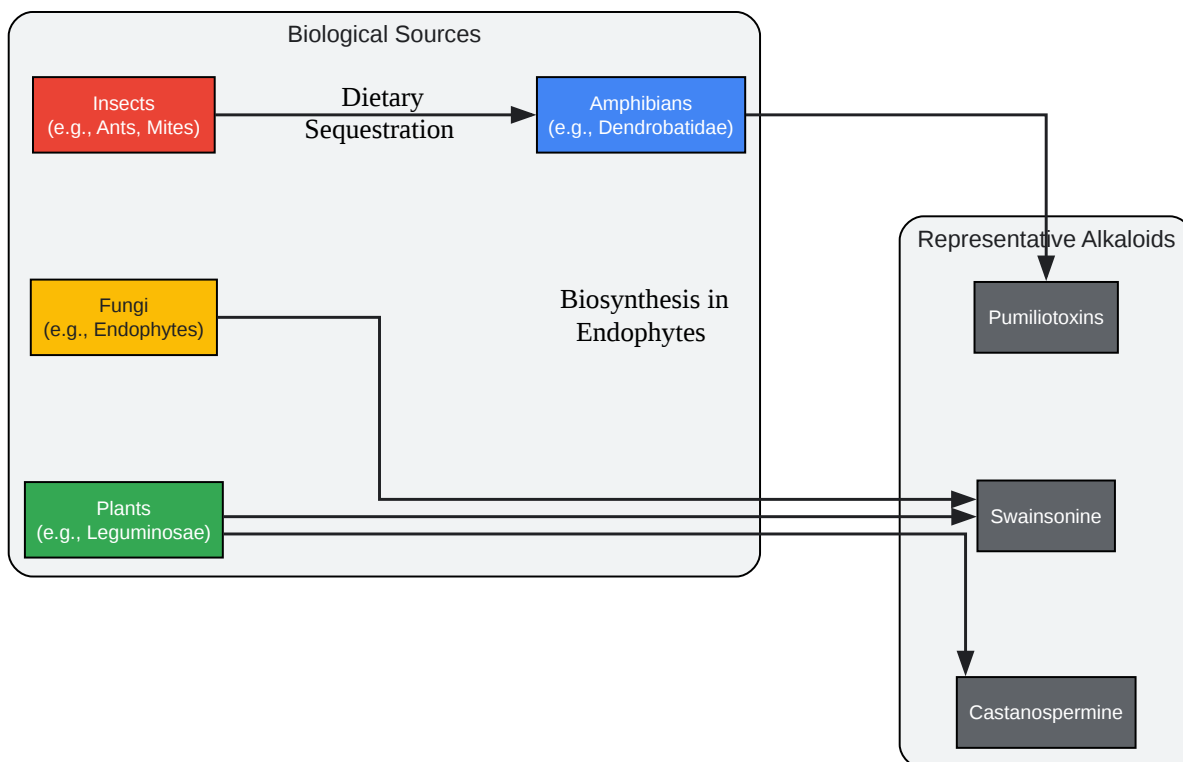 Biological Sources
Insects
(e.g., Ants, Mites)
Dietary
Sequestration
Amphibians
(e.g., Dendrobatidae)
Representative Alkaloids
Fungi
(e.g., Endophytes)
Biosynthesis in
Endophytes
Pumiliotoxins
Plants
(e.g., Leguminosae)
Swainsonine
Castanospermine